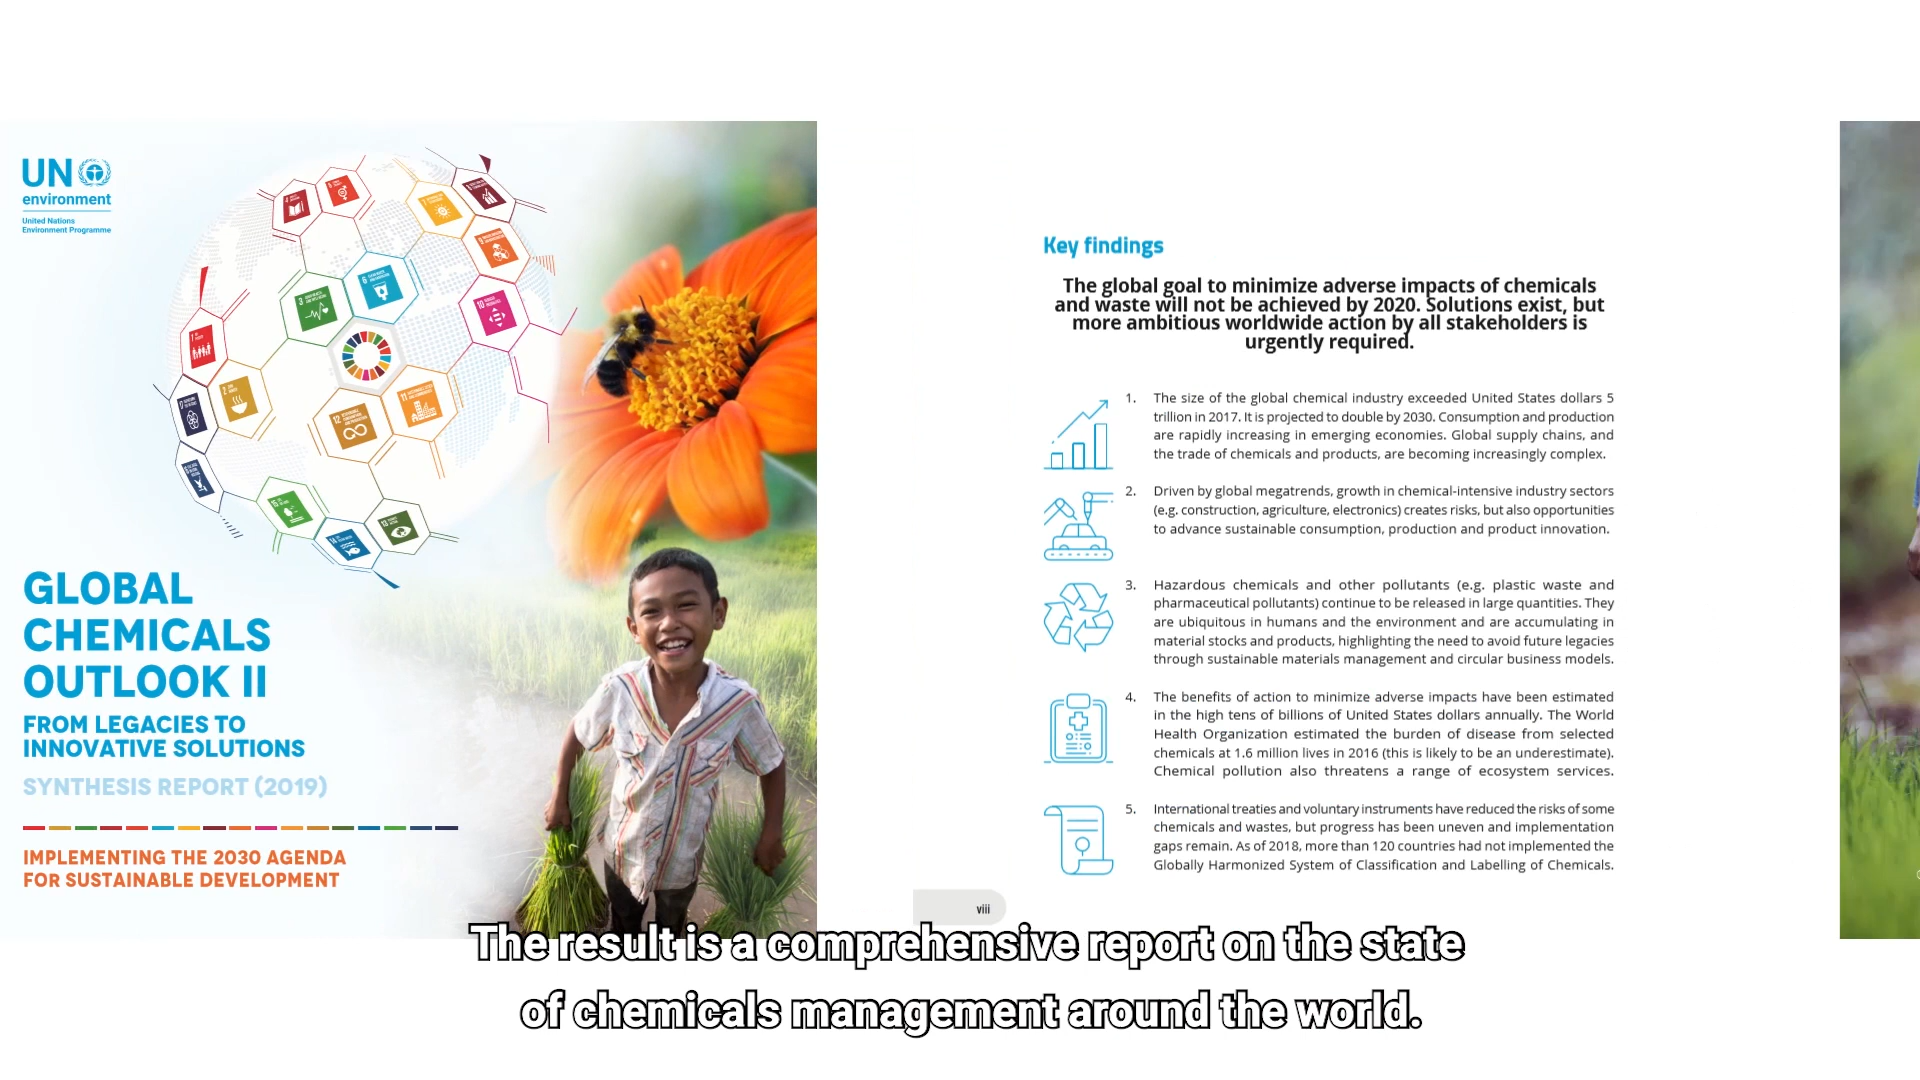 UN
environment
United Nations
Environment Programme
GLOBAL
CHEMICALS
OUTLOOK II
FROM LEGACIES TO
INNOVATIVE SOLUTIONS
SYNTHESIS REPORT (2019)
IMPLEMENTING THE 2030 AGENDA
FOR SUSTAINABLE DEVELOPMENT
Key findings
The global goal to minimize adverse impacts of chemicals
and waste will not be achieved by 2020. Solutions exist, but
more ambitious worldwide action by all stakeholders is
urgently required.
1. The size of the global chemical industry exceeded United States dollars 5
trillion in 2017. It is projected to double by 2030. Consumption and production
are rapidly increasing in emerging economies. Global supply chains, and
the trade of chemicals and products, are becoming increasingly complex.
2. Driven by global megatrends, growth in chemical-intensive industry sectors
(e.g. construction, agriculture, electronics) creates risks, but also opportunities
to advance sustainable consumption, production and product innovation.
3. Hazardous chemicals and other pollutants (e.g. plastic waste and
pharmaceutical pollutants) continue to be released in large quantities. They
are ubiquitous in humans and the environment and are accumulating in
material stocks and products, highlighting the need to avoid future legacies
through sustainable materials management and circular business models.
4. The benefits of action to minimize adverse impacts have been estimated
in the high tens of billions of United States dollars annually. The World
Health Organization estimated the burden of disease from selected
chemicals at 1.6 million lives in 2016 (this is likely to be an underestimate).
Chemical pollution also threatens a range of ecosystem services.
5. International treaties and voluntary instruments have reduced the risks of some
chemicals and wastes, but progress has been uneven and implementation
gaps remain. As of 2018, more than 120 countries had not implemented the
Globally Harmonized System of Classification and Labelling of Chemicals.
viii
The result is a comprehensive report on the state
of chemicals management around the world.